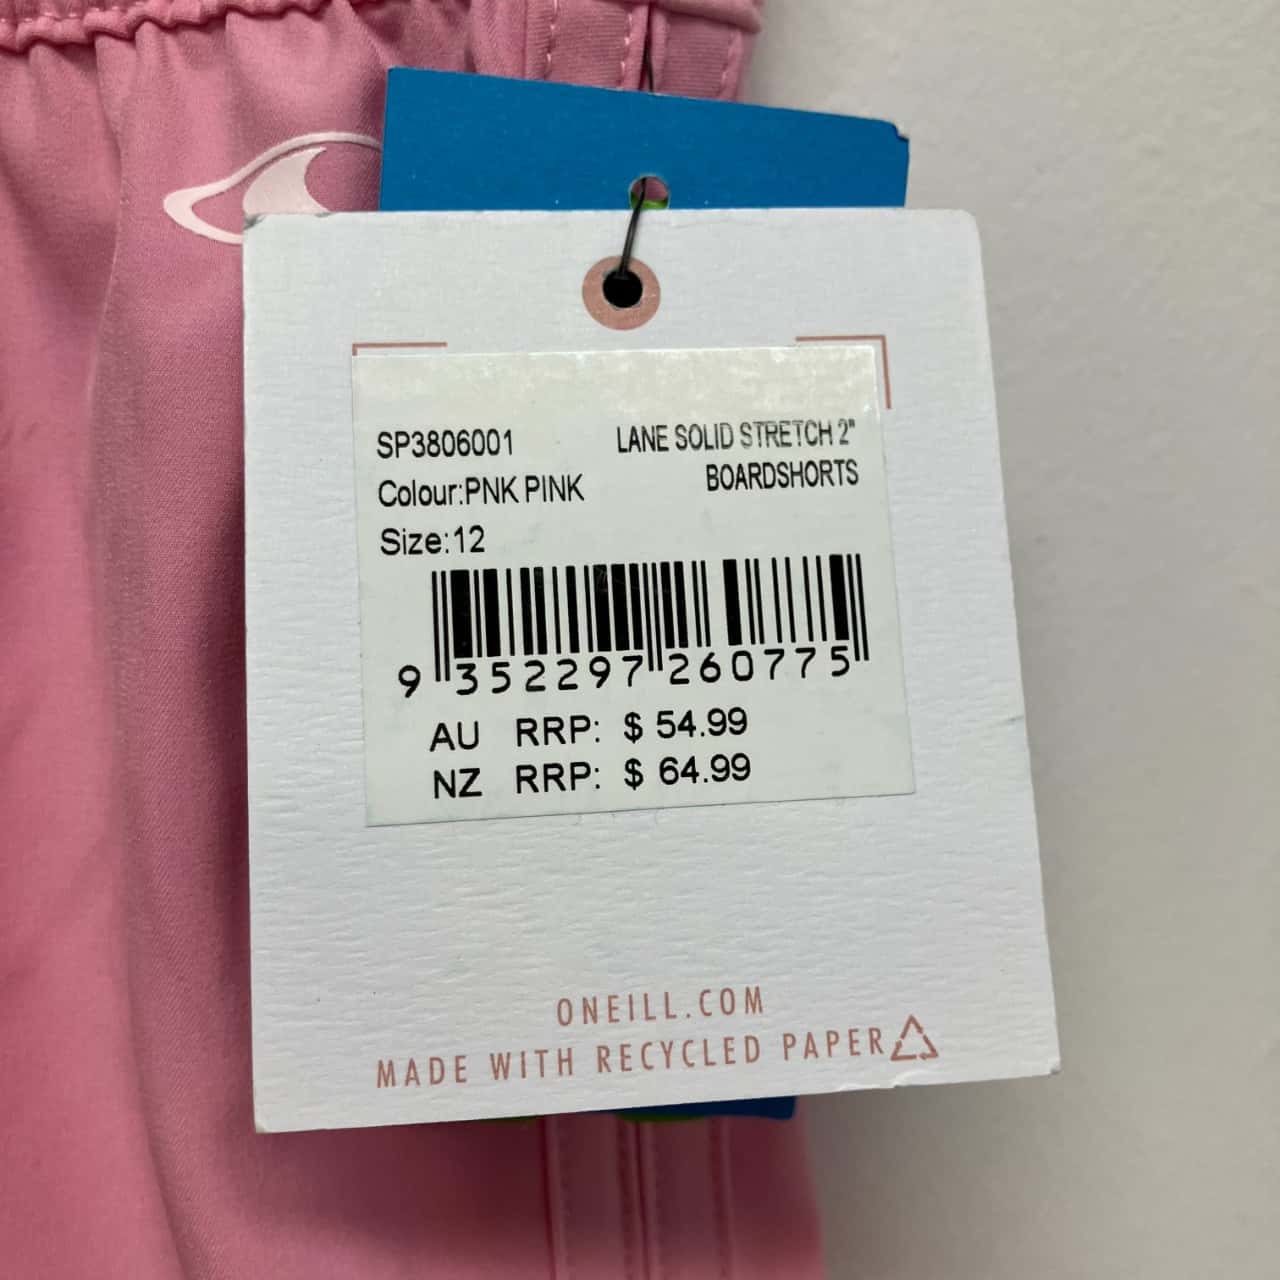 SP3806001 LANE SOLID STRETCH 2"
Colour:PNK PINK BOARDSHORTS
Size:12
9 352297 260775
AU RRP: $ 54.99
NZ RRP: $ 64.99
ONEILL.COM
MADE WITH RECYCLED PAPER